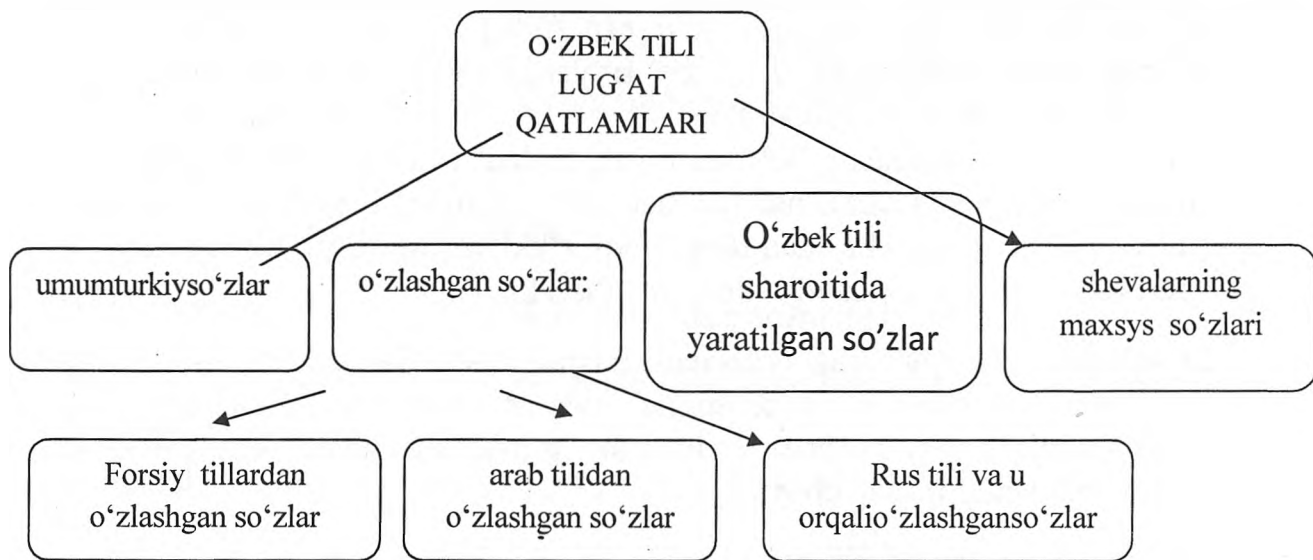 O‘ZBEK TILI
LUG‘AT
QATLAMLARI
umumturkiyso‘zlar
o‘zlashgan so‘zlar:
O‘zbek tili
sharoitida
yaratilgan so’zlar
shevalarning
maxsys so‘zlari
Forsiy tillardan
o‘zlashgan so‘zlar
arab tilidan
o‘zlashgan so‘zlar
Rus tili va u
orqalio‘zlashganso‘zlar